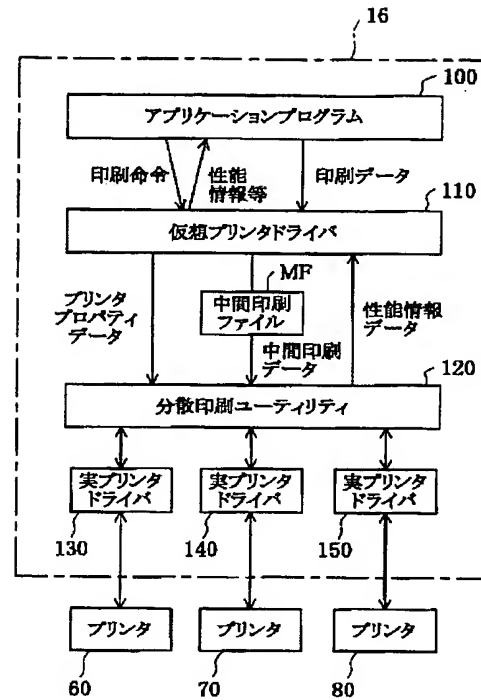 16
100
アプリケーションプログラム
印刷命令
性能
情報等
印刷データ
110
仮想プリンタドライバ
MF
プリンタ
プロパティ
データ
中間印刷
ファイル
中間印刷
データ
性能情報
データ
120
分散印刷ユーティリティ
実プリンタ
ドライバ
実プリンタ
ドライバ
実プリンタ
ドライバ
130
140
150
プリンタ
プリンタ
プリンタ
60
70
80